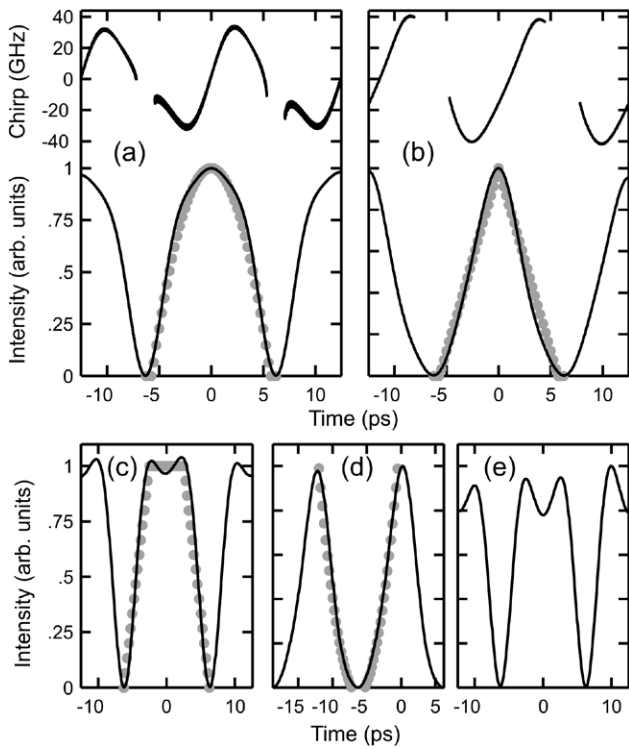 40
20
0
-20
-40
Chirp (GHz)
(a)
(b)
1
.75
.5
.25
0
Intensity (arb. units)
-10 -5 0 5 10
-10 -5 0 5 10
Time (ps)
(c)
(d)
(e)
1
.75
.5
.25
0
Intensity (arb. units)
-10 0 10
-15 -10 -5 0 5
-10 0 10
Time (ps)